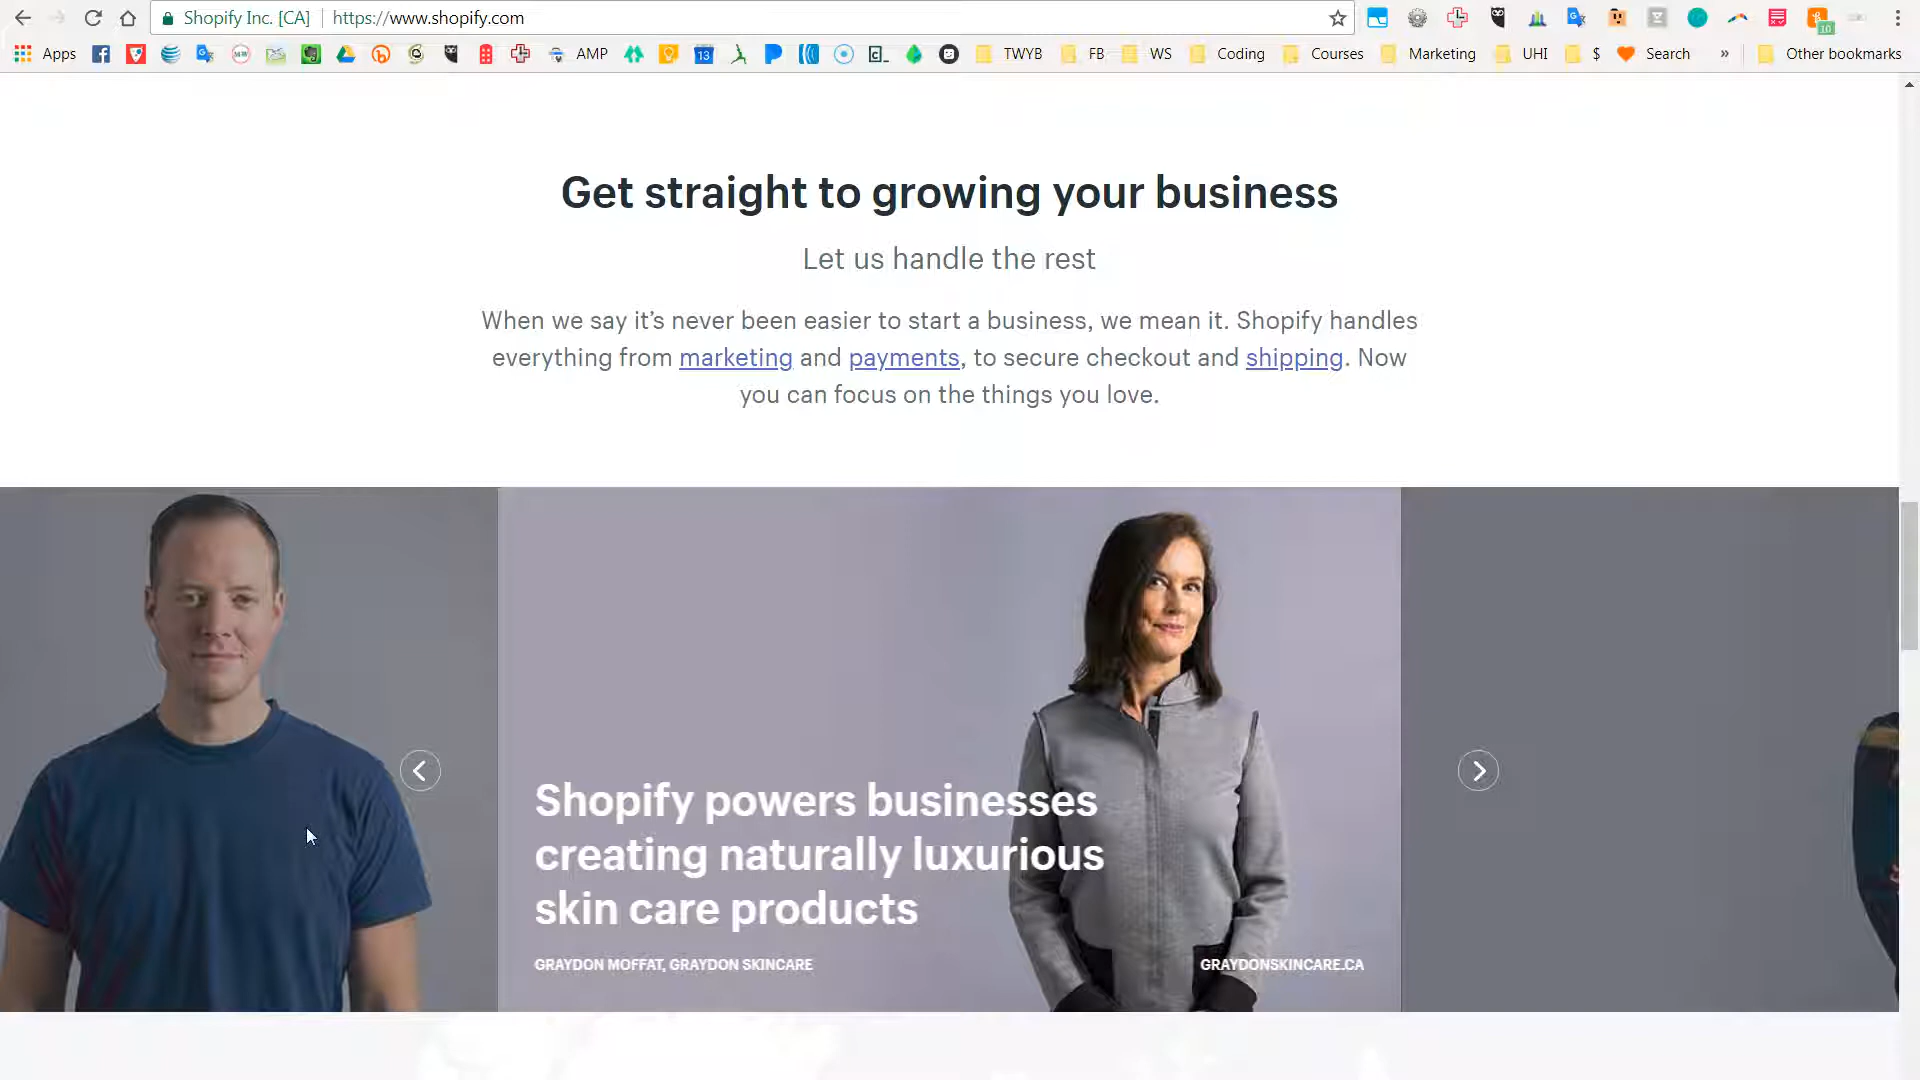 Shopify Inc. [CA] https://www.shopify.com
Apps AMP 13 TWYB FB WS Coding Courses Marketing UHI $ Search » Other bookmarks
10
Get straight to growing your business
Let us handle the rest
When we say it’s never been easier to start a business, we mean it. Shopify handles
everything from marketing and payments, to secure checkout and shipping. Now
you can focus on the things you love.
Shopify powers businesses
creating naturally luxurious
skin care products
GRAYDON MOFFAT, GRAYDON SKINCARE
GRAYDONSKINCARE.CA